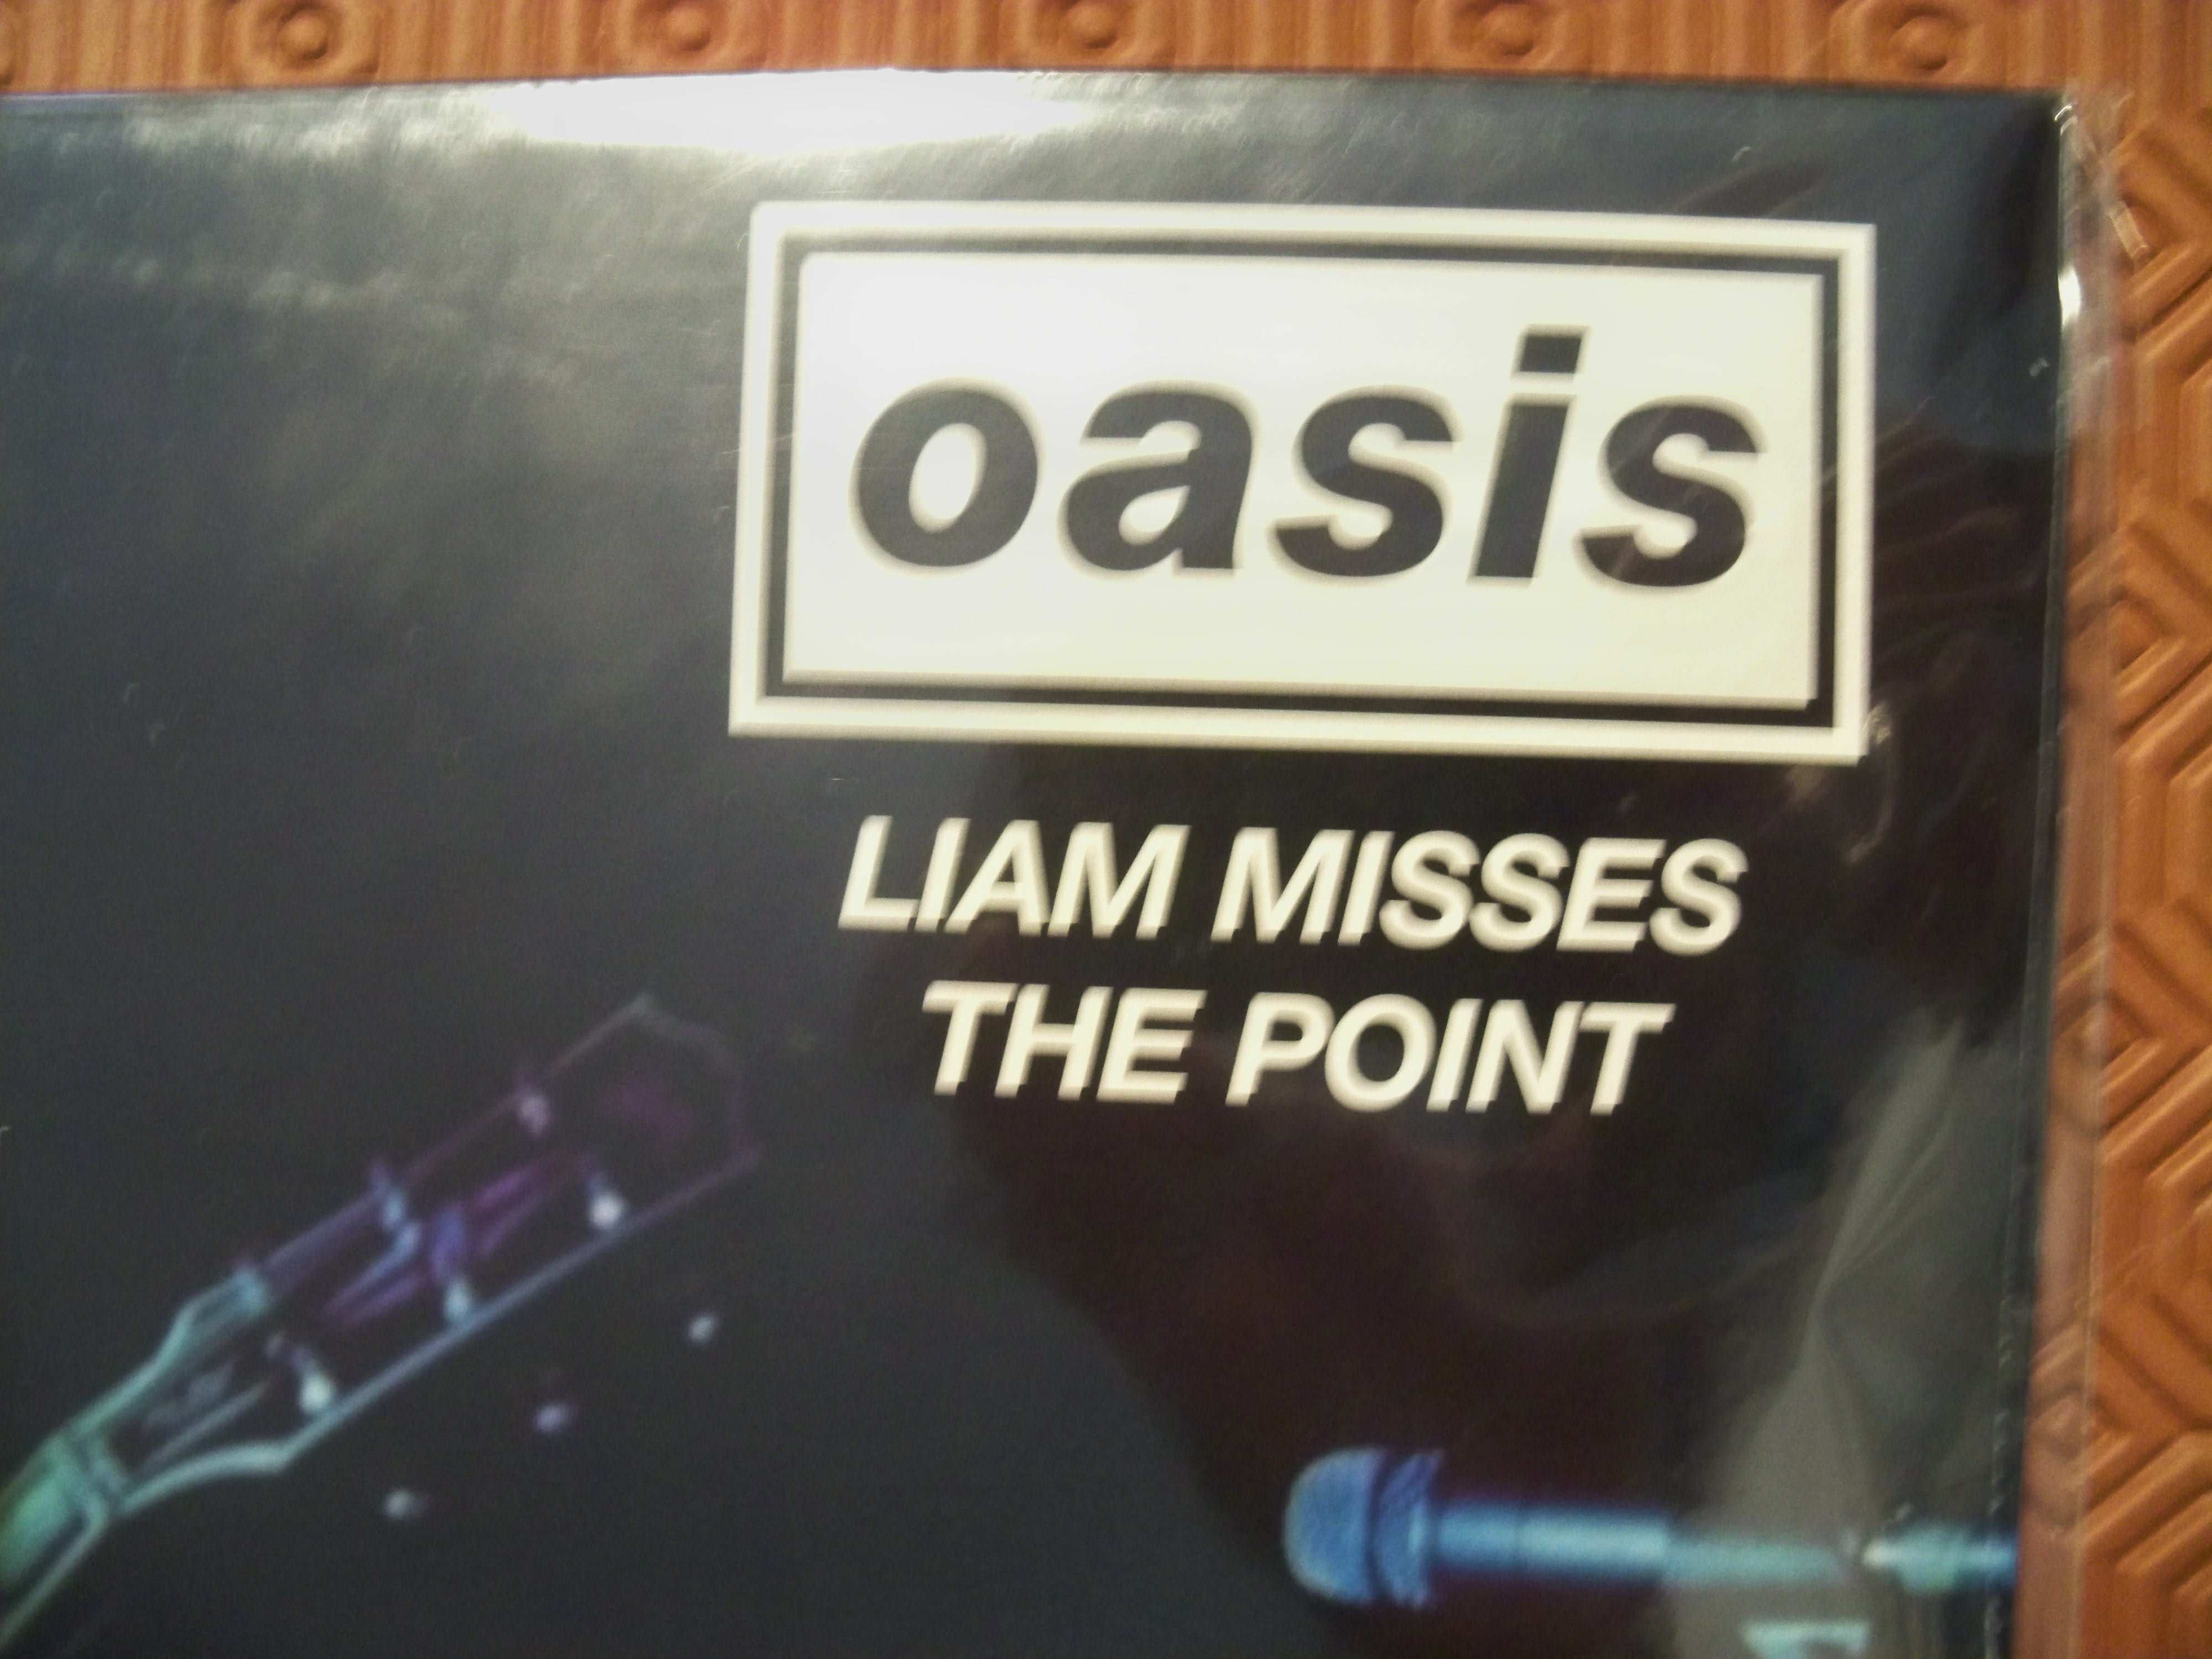 oasis
LIAM MISSES
THE POINT